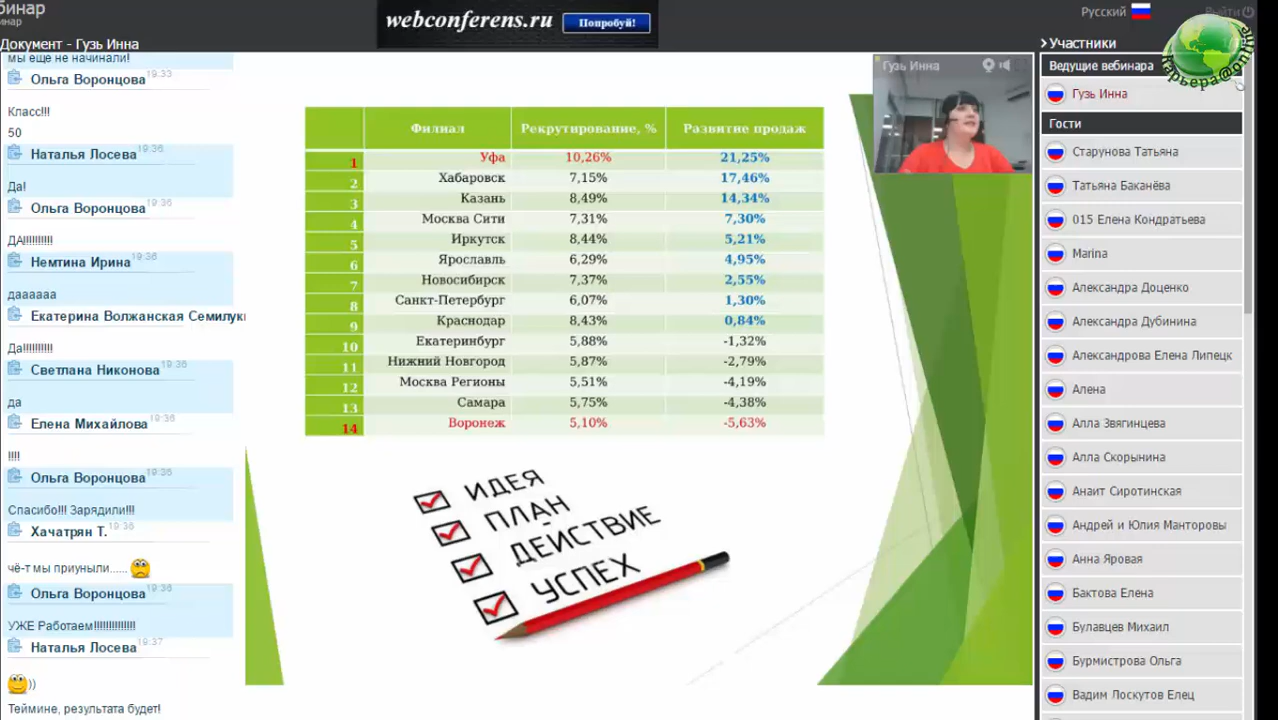 бинар
инар
webconferens.ru Попробуй!
Русский
Выйти
Документ - Гузь Инна
Участники
карьера@online
мы еще не начинали!
Ольга Воронцова 19:33
Класс!!!
50
Наталья Лосева 19:36
Да!
Ольга Воронцова 19:36
ДА!!!!!!!!!!
Немтина Ирина 19:36
даааааа
Екатерина Волжанская Семилуки
Да!!!!!!!!!!
Светлана Никонова 19:36
да
Елена Михайлова 19:36
!!!!
Ольга Воронцова 19:36
Спасибо!!! Зарядили!!!
Хачатрян Т. 19:36
чё-т мы приуныли......
Ольга Воронцова 19:36
УЖЕ Работаем!!!!!!!!!!!!!!
Наталья Лосева 19:37
))
Теймине, результата будет!
Филиал Рекрутирование, % Развитие продаж
1 Уфа 10,26% 21,25%
2 Хабаровск 7,15% 17,46%
3 Казань 8,49% 14,34%
4 Москва Сити 7,31% 7,30%
5 Иркутск 8,44% 5,21%
6 Ярославль 6,29% 4,95%
7 Новосибирск 7,37% 2,55%
8 Санкт-Петербург 6,07% 1,30%
9 Краснодар 8,43% 0,84%
10 Екатеринбург 5,88% -1,32%
11 Нижний Новгород 5,87% -2,79%
12 Москва Регионы 5,51% -4,19%
13 Самара 5,75% -4,38%
14 Воронеж 5,10% -5,63%
ИДЕЯ
ПЛАН
ДЕЙСТВИЕ
УСПЕХ
Гузь Инна
Ведущие вебинара
Гузь Инна
Гости
Старунова Татьяна
Татьяна Баканёва
015 Елена Кондратьева
Marina
Александра Доценко
Александра Дубинина
Александрова Елена Липецк
Алена
Алла Звягинцева
Алла Скорынина
Анаит Сиротинская
Андрей и Юлия Манторовы
Анна Яровая
Бактова Елена
Булавцев Михаил
Бурмистрова Ольга
Вадим Лоскутов Елец